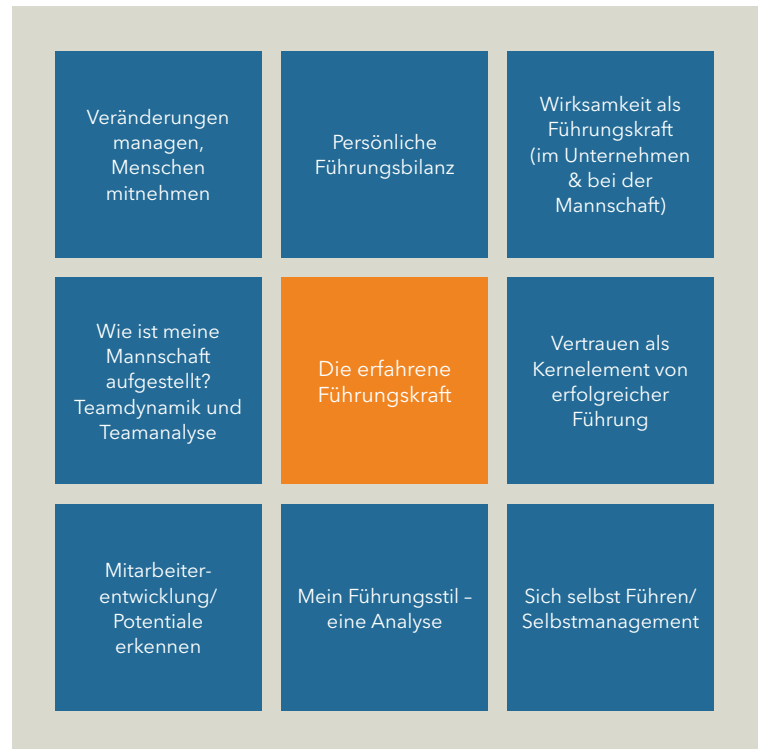 Veränderungen
managen,
Menschen
mitnehmen
Persönliche
Führungsbilanz
Wirksamkeit als
Führungskraft
(im Unternehmen
& bei der
Mannschaft)
Wie ist meine
Mannschaft
aufgestellt?
Teamdynamik und
Teamanalyse
Die erfahrene
Führungskraft
Vertrauen als
Kernelement von
erfolgreicher
Führung
Mitarbeiter-
entwicklung/
Potentiale
erkennen
Mein Führungsstil –
eine Analyse
Sich selbst Führen/
Selbstmanagement